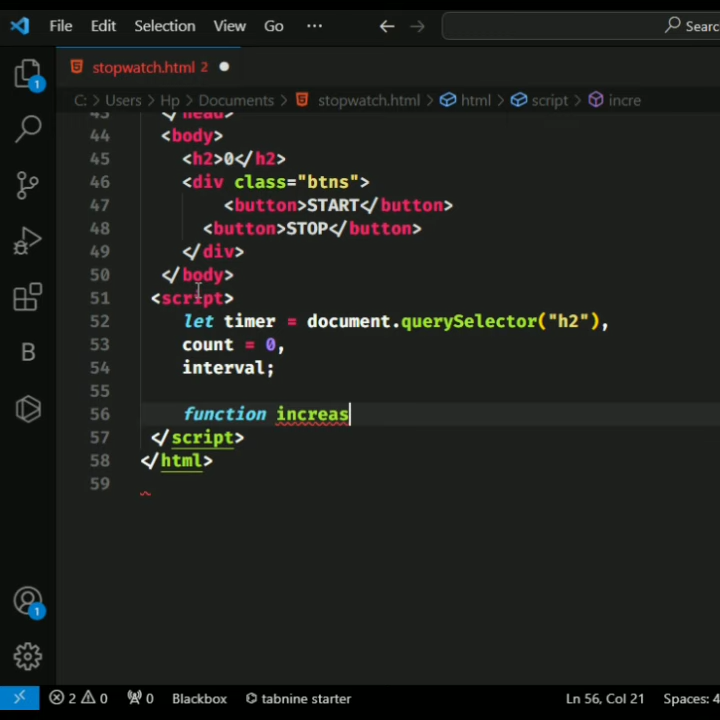 File Edit Selection View Go ··· ← → Searc
stopwatch.html 2 ●
C: > Users > Hp > Documents > stopwatch.html > html > script > incre
43 </head>
44 <body>
45 <h2>0</h2>
46 <div class="btns">
47 <button>START</button>
48 <button>STOP</button>
49 </div>
50 </body>
51 <script>
52 let timer = document.querySelector("h2"),
53 count = 0,
54 interval;
55
56 function increas
57 </script>
58 </html>
59
1
B
1
2 0 0 Blackbox tabnine starter Ln 56, Col 21 Spaces: 4